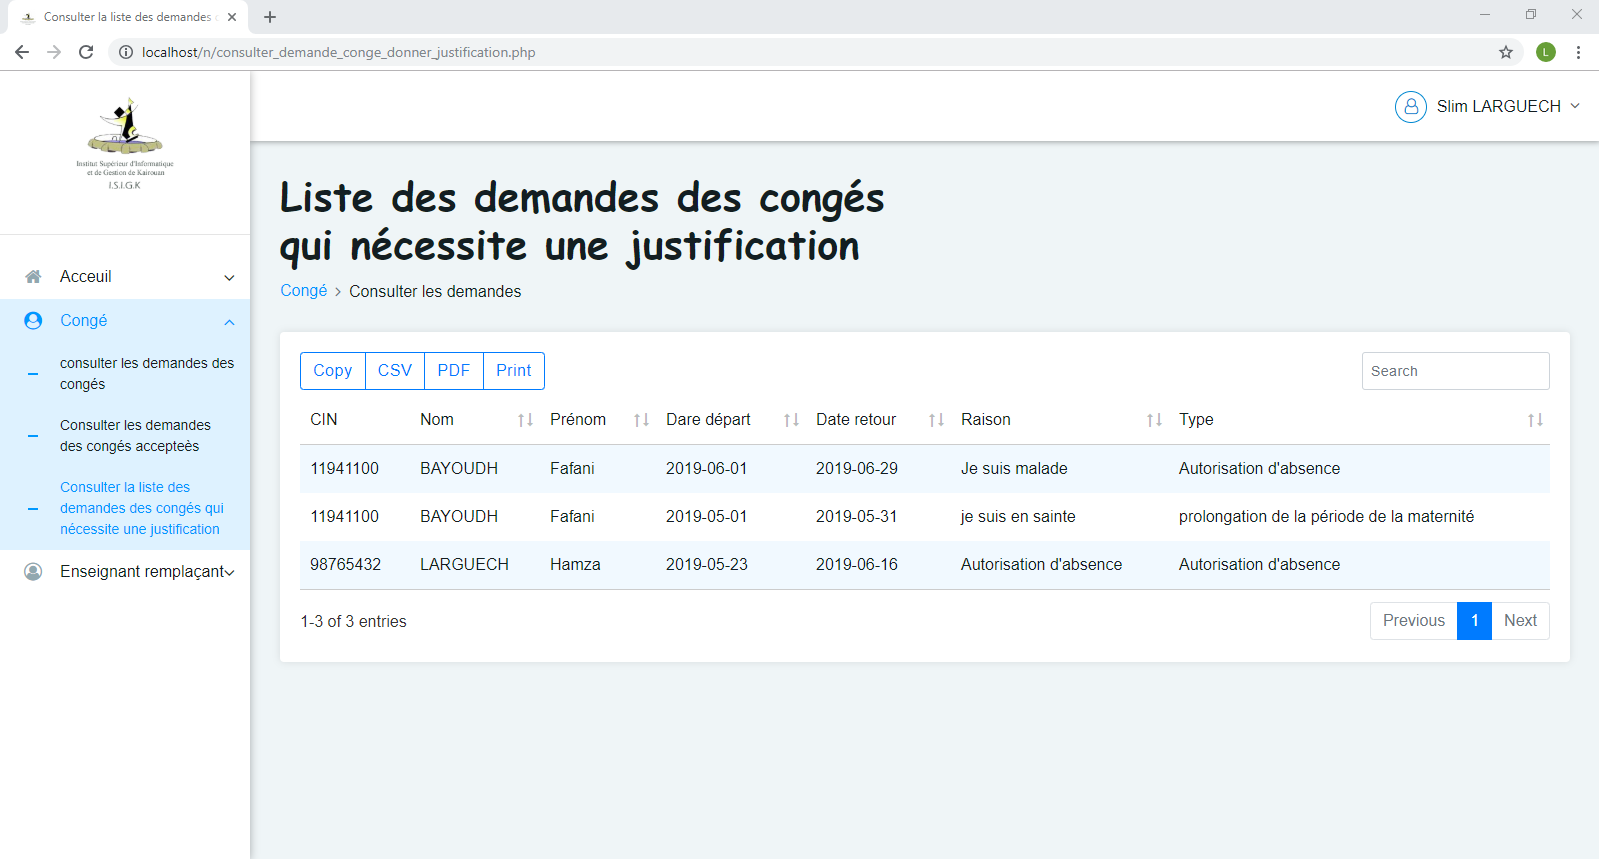 Consulter la liste des demandes
localhost/n/consulter_demande_conge_donner_justification.php
L
Institut Supérieur d'Informatique
et de Gestion de Kairouan
I.S.I.G.K
Slim LARGUECH
Acceuil
Congé
consulter les demandes des
congés
Consulter les demandes
des congés accepteès
Consulter la liste des
demandes des congés qui
nécessite une justification
Enseignant remplaçant
Liste des demandes des congés
qui nécessite une justification
Congé > Consulter les demandes
Copy CSV PDF Print
Search
CIN Nom Prénom Dare départ Date retour Raison Type
11941100 BAYOUDH Fafani 2019-06-01 2019-06-29 Je suis malade Autorisation d'absence
11941100 BAYOUDH Fafani 2019-05-01 2019-05-31 je suis en sainte prolongation de la période de la maternité
98765432 LARGUECH Hamza 2019-05-23 2019-06-16 Autorisation d'absence Autorisation d'absence
1-3 of 3 entries
Previous 1 Next